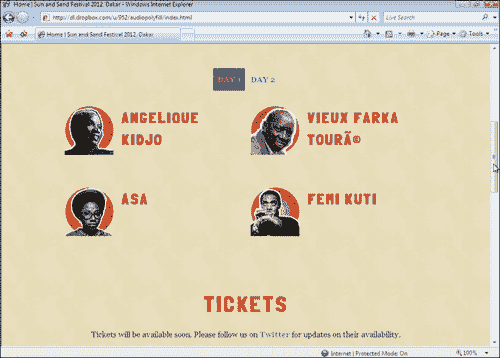 Home | Sun and Sand Festival 2012, Dakar - Windows Internet Explorer
http://dl.dropbox.com/u/952/audiopolyfill/index.html
Live Search
Home | Sun and Sand Festival 2012, Dakar
Page
Tools
DAY 1 DAY 2
ANGELIQUE
KIDJO
VIEUX FARKA
TOURÃ©
ASA
FEMI KUTI
TICKETS
Tickets will be available soon. Please follow us on Twitter for updates on their availability.
Internet | Protected Mode: On
100%